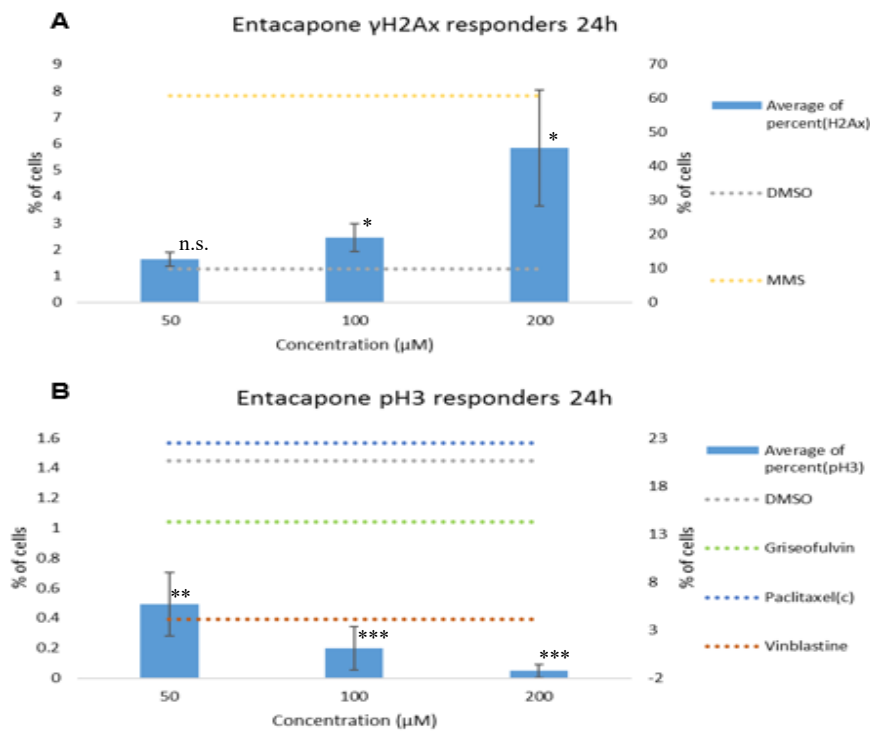 A
Entacapone γH2Ax responders 24h
9
8
7
6
5
4
3
2
1
0
% of cells
n.s.
*
*
70
60
50
40
30
20
10
0
% of cells
50
100
200
Concentration (μM)
Average of
percent(H2Ax)
DMSO
MMS
B
Entacapone pH3 responders 24h
1.6
1.4
1.2
1
0.8
0.6
0.4
0.2
0
% of cells
**
***
***
23
18
13
8
3
-2
% of cells
50
100
200
Concentration (μM)
Average of
percent(pH3)
DMSO
Griseofulvin
Paclitaxel(c)
Vinblastine